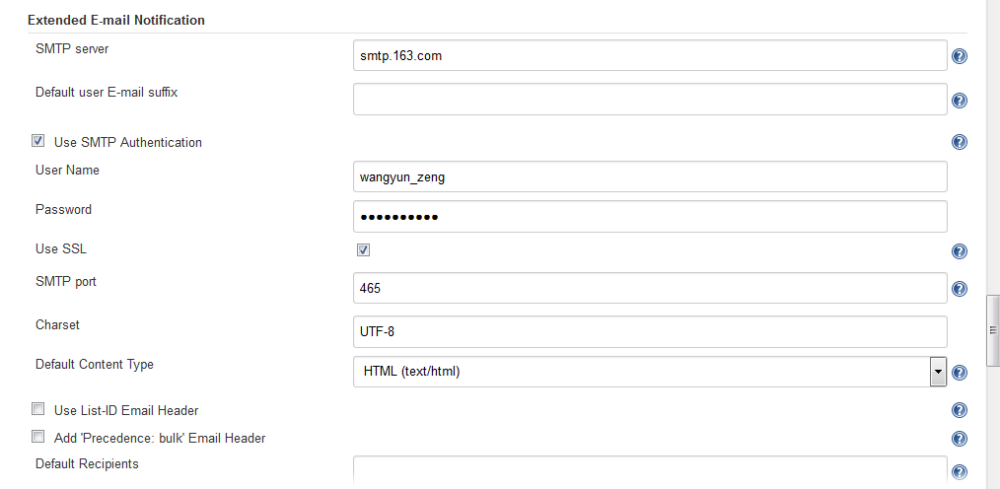 Extended E-mail Notification
SMTP server
smtp.163.com
Default user E-mail suffix
Use SMTP Authentication
User Name
wangyun_zeng
Password
••••••••••
Use SSL
SMTP port
465
Charset
UTF-8
Default Content Type
HTML (text/html)
Use List-ID Email Header
Add 'Precedence: bulk' Email Header
Default Recipients